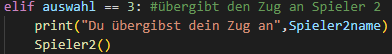 elif auswahl == 3: #übergibt den Zug an Spieler 2
    print("Du übergibst dein Zug an",Spieler2name)
    Spieler2()